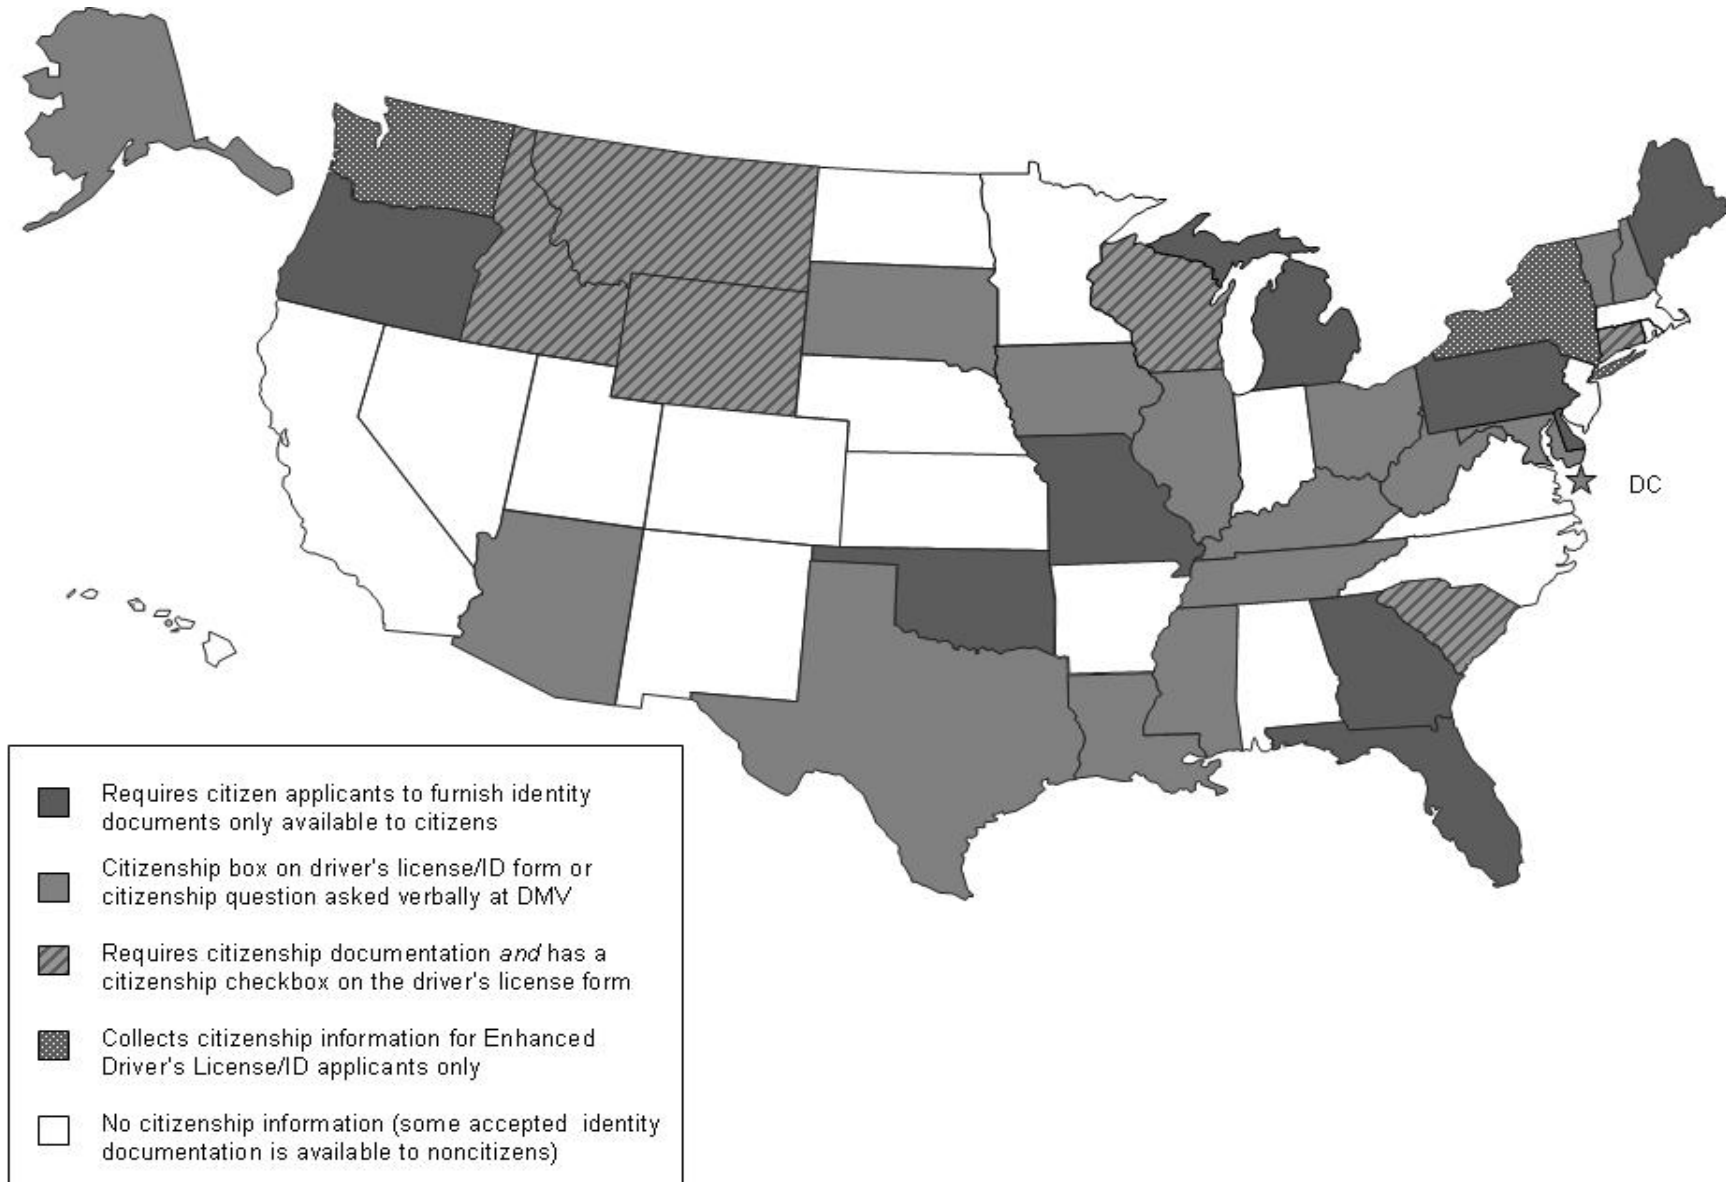 DC
Requires citizen applicants to furnish identity
documents only available to citizens
Citizenship box on driver's license/ID form or
citizenship question asked verbally at DMV
Requires citizenship documentation and has a
citizenship checkbox on the driver's license form
Collects citizenship information for Enhanced
Driver's License/ID applicants only
No citizenship information (some accepted identity
documentation is available to noncitizens)